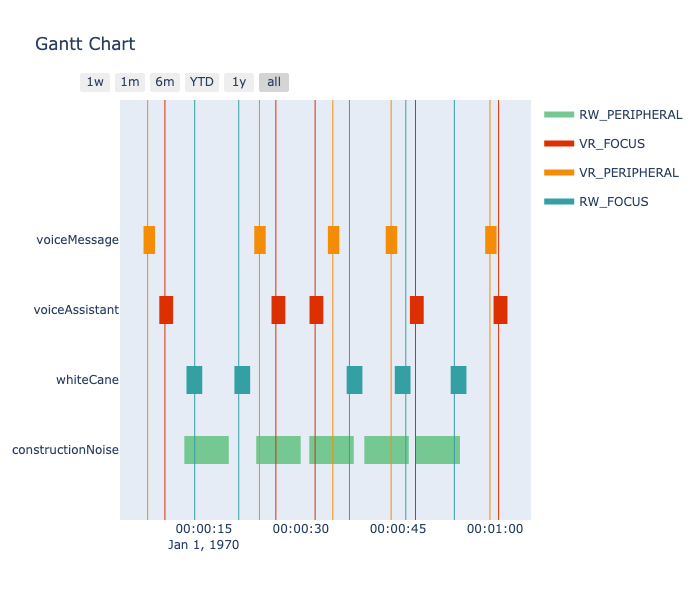 Gantt Chart
1w 1m 6m YTD 1y all
RW_PERIPHERAL
VR_FOCUS
VR_PERIPHERAL
RW_FOCUS
voiceMessage
voiceAssistant
whiteCane
constructionNoise
00:00:15 00:00:30 00:00:45 00:01:00
Jan 1, 1970